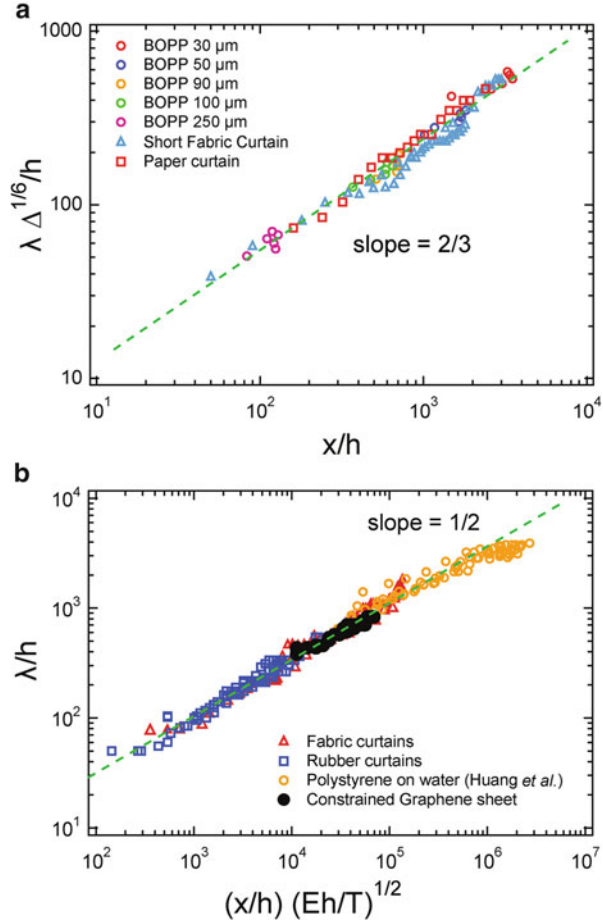 a
1000
100
10
λ Δ^1/6/h
BOPP 30 μm
BOPP 50 μm
BOPP 90 μm
BOPP 100 μm
BOPP 250 μm
Short Fabric Curtain
Paper curtain
slope = 2/3
10^1 10^2 10^3 10^4
x/h
b
10^4
10^3
10^2
10^1
λ/h
slope = 1/2
Fabric curtains
Rubber curtains
Polystyrene on water (Huang et al.)
Constrained Graphene sheet
10^2 10^3 10^4 10^5 10^6 10^7
(x/h) (Eh/T)^1/2